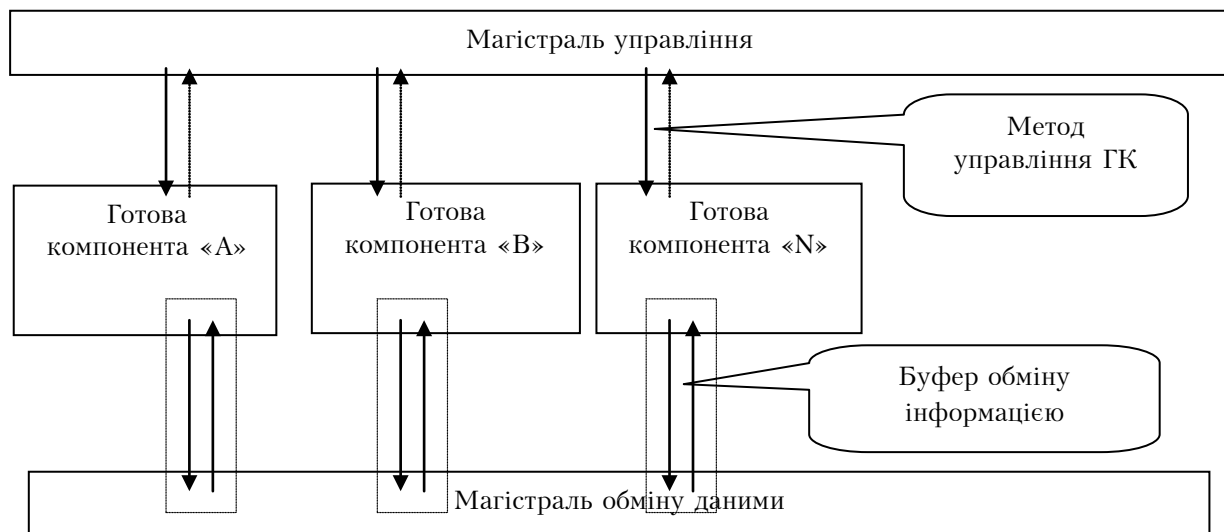 Магістраль управління
Метод
управління ГК
Готова
компонента «А»
Готова
компонента «В»
Готова
компонента «N»
Буфер обміну
інформацією
Магістраль обміну даними